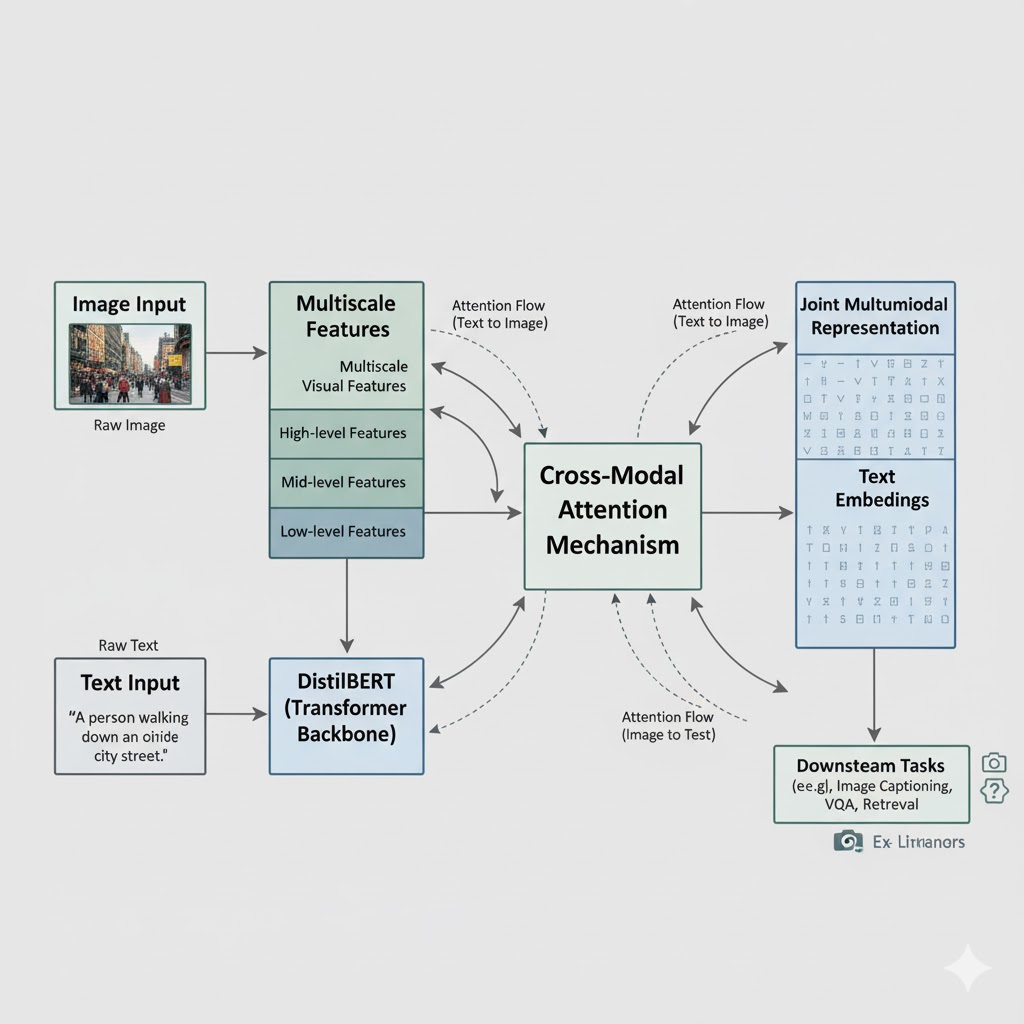 Image Input
Raw Image
Multiscale
Features
Multiscale
Visual Features
High-level Features
Mid-level Features
Low-level Features
Attention Flow
(Text to Image)
Attention Flow
(Text to Image)
Cross-Modal
Attention
Mechanism
Joint Multumiodal
Representation
Text
Embedings
Raw Text
Text Input
"A person walking
down an
city street."
DistilBERT
(Transformer
Backbone)
Attention Flow
(Image to Test)
Downsteam Tasks
(ee.g), Image Captioning,
VQA, Retreval
Ex-